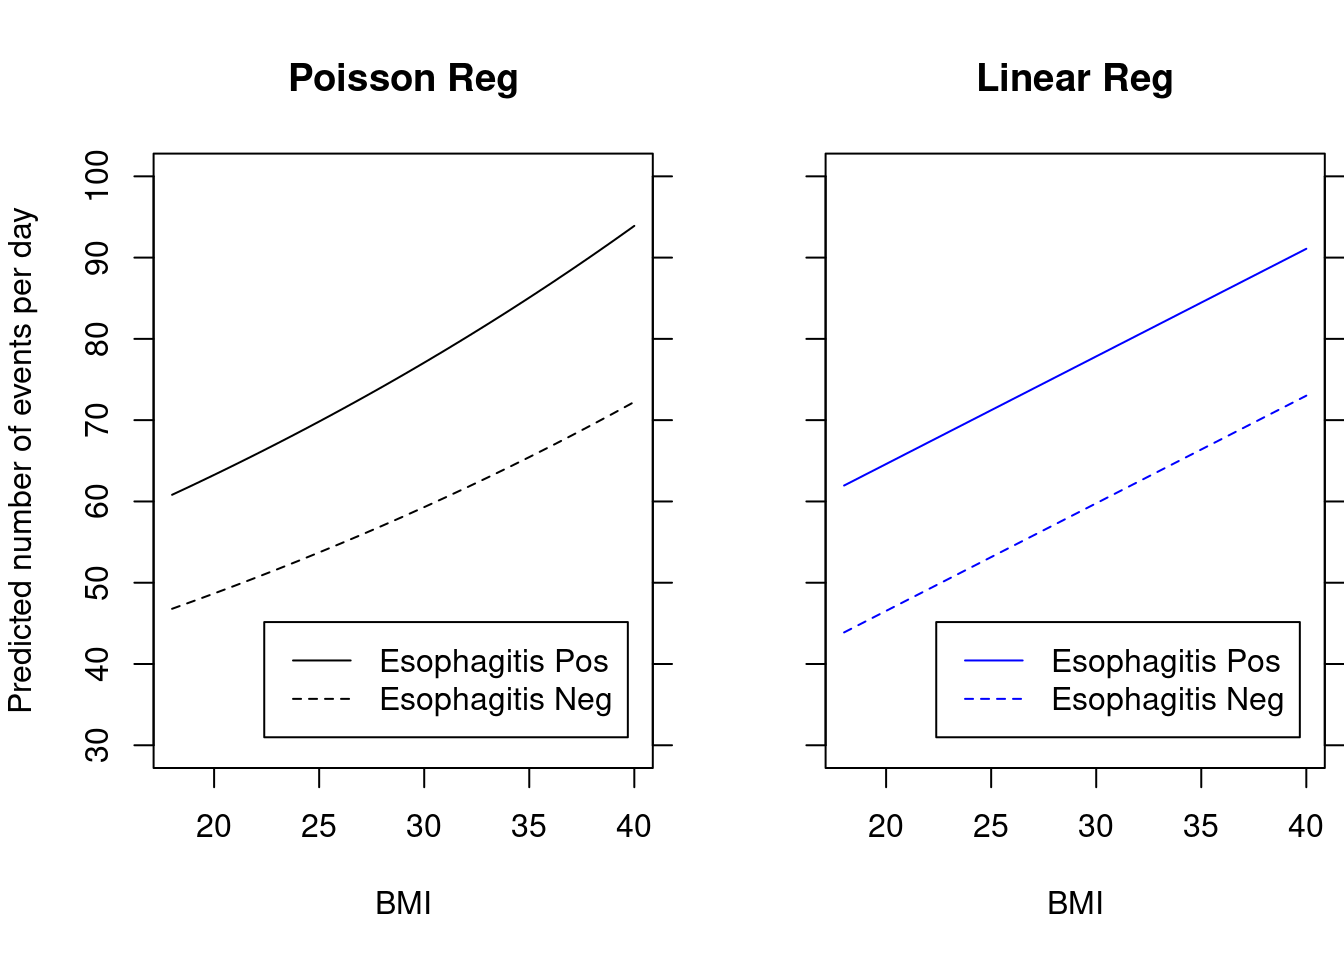 Poisson Reg
Predicted number of events per day
100
90
80
70
60
50
40
30
Esophagitis Pos
Esophagitis Neg
20 25 30 35 40
BMI
Linear Reg
Esophagitis Pos
Esophagitis Neg
20 25 30 35 40
BMI